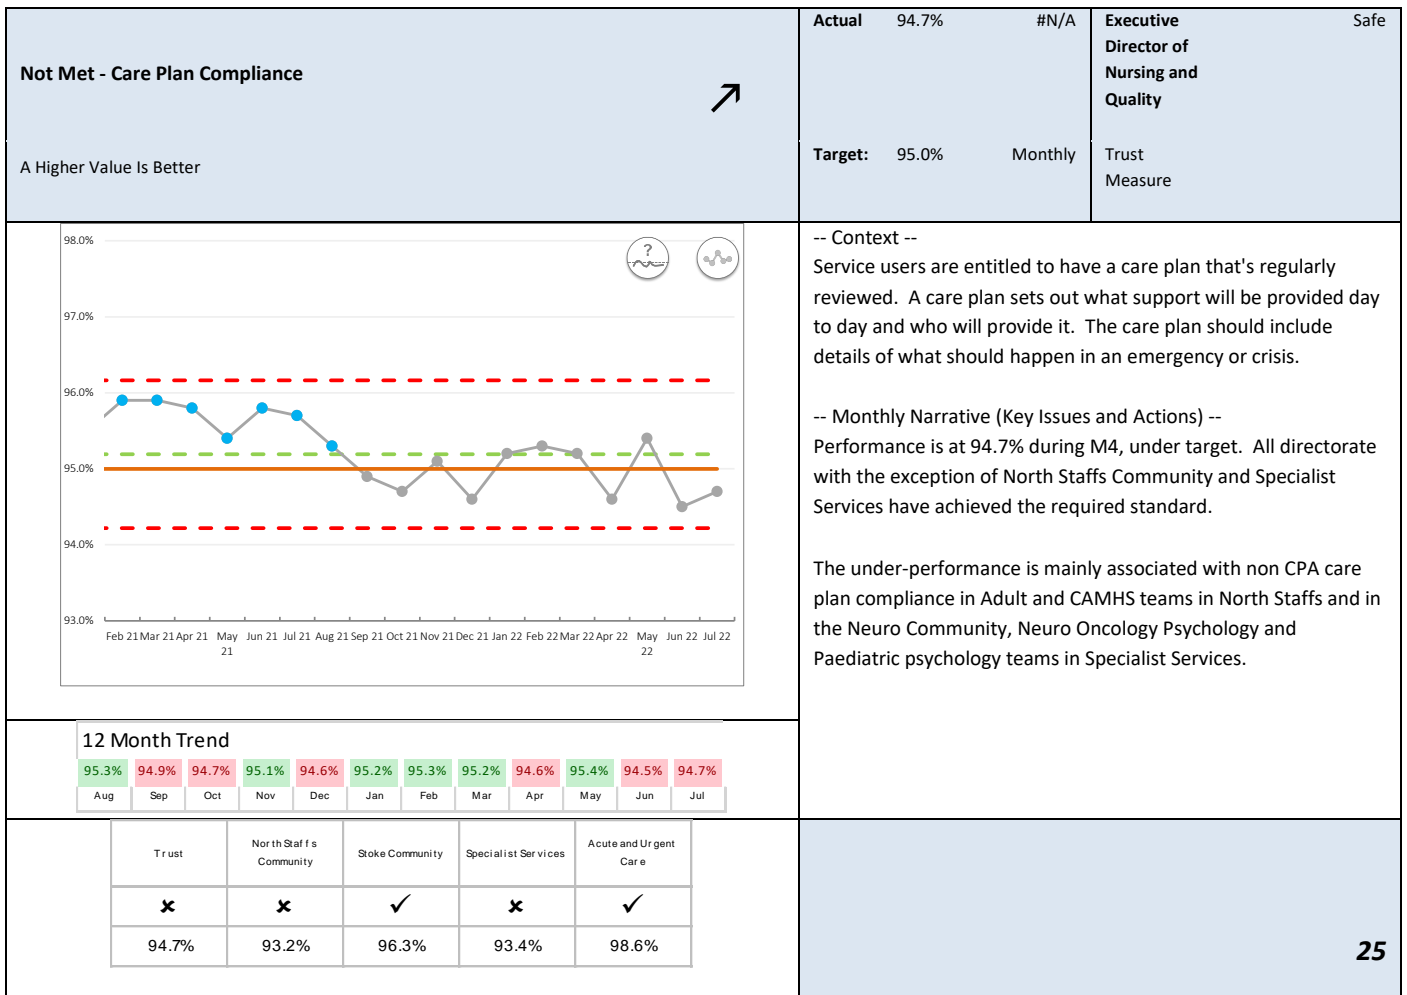 Not Met - Care Plan Compliance
A Higher Value Is Better
Actual 94.7% #N/A
Target: 95.0% Monthly
Executive
Director of
Nursing and
Quality
Safe
Trust
Measure
98.0%
97.0%
96.0%
95.0%
94.0%
93.0%
?
Feb 21 Mar 21 Apr 21 May 21 Jun 21 Jul 21 Aug 21 Sep 21 Oct 21 Nov 21 Dec 21 Jan 22 Feb 22 Mar 22 Apr 22 May 22 Jun 22 Jul 22
-- Context --
Service users are entitled to have a care plan that's regularly
reviewed.  A care plan sets out what support will be provided day
to day and who will provide it.  The care plan should include
details of what should happen in an emergency or crisis.
-- Monthly Narrative (Key Issues and Actions) --
Performance is at 94.7% during M4, under target.  All directorate
with the exception of North Staffs Community and Specialist
Services have achieved the required standard.
The under-performance is mainly associated with non CPA care
plan compliance in Adult and CAMHS teams in North Staffs and in
the Neuro Community, Neuro Oncology Psychology and
Paediatric psychology teams in Specialist Services.
12 Month Trend
95.3% 94.9% 94.7% 95.1% 94.6% 95.2% 95.3% 95.2% 94.6% 95.4% 94.5% 94.7%
Aug Sep Oct Nov Dec Jan Feb Mar Apr May Jun Jul
Trust
North Staffs
Community
Stoke Community
Specialist Services
Acute and Urgent
Care
94.7% 93.2% 96.3% 93.4% 98.6%
25